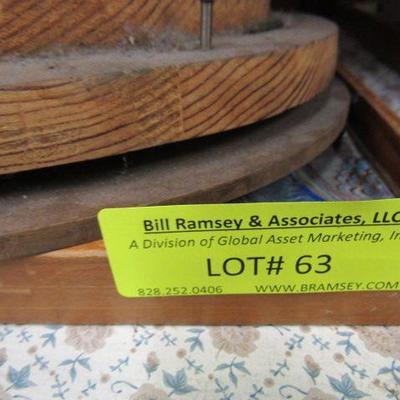 Bill Ramsey & Associates, LLC
A Division of Global Asset Marketing, In
LOT# 63
828.252.0406 WWW.BRAMSEY.COM